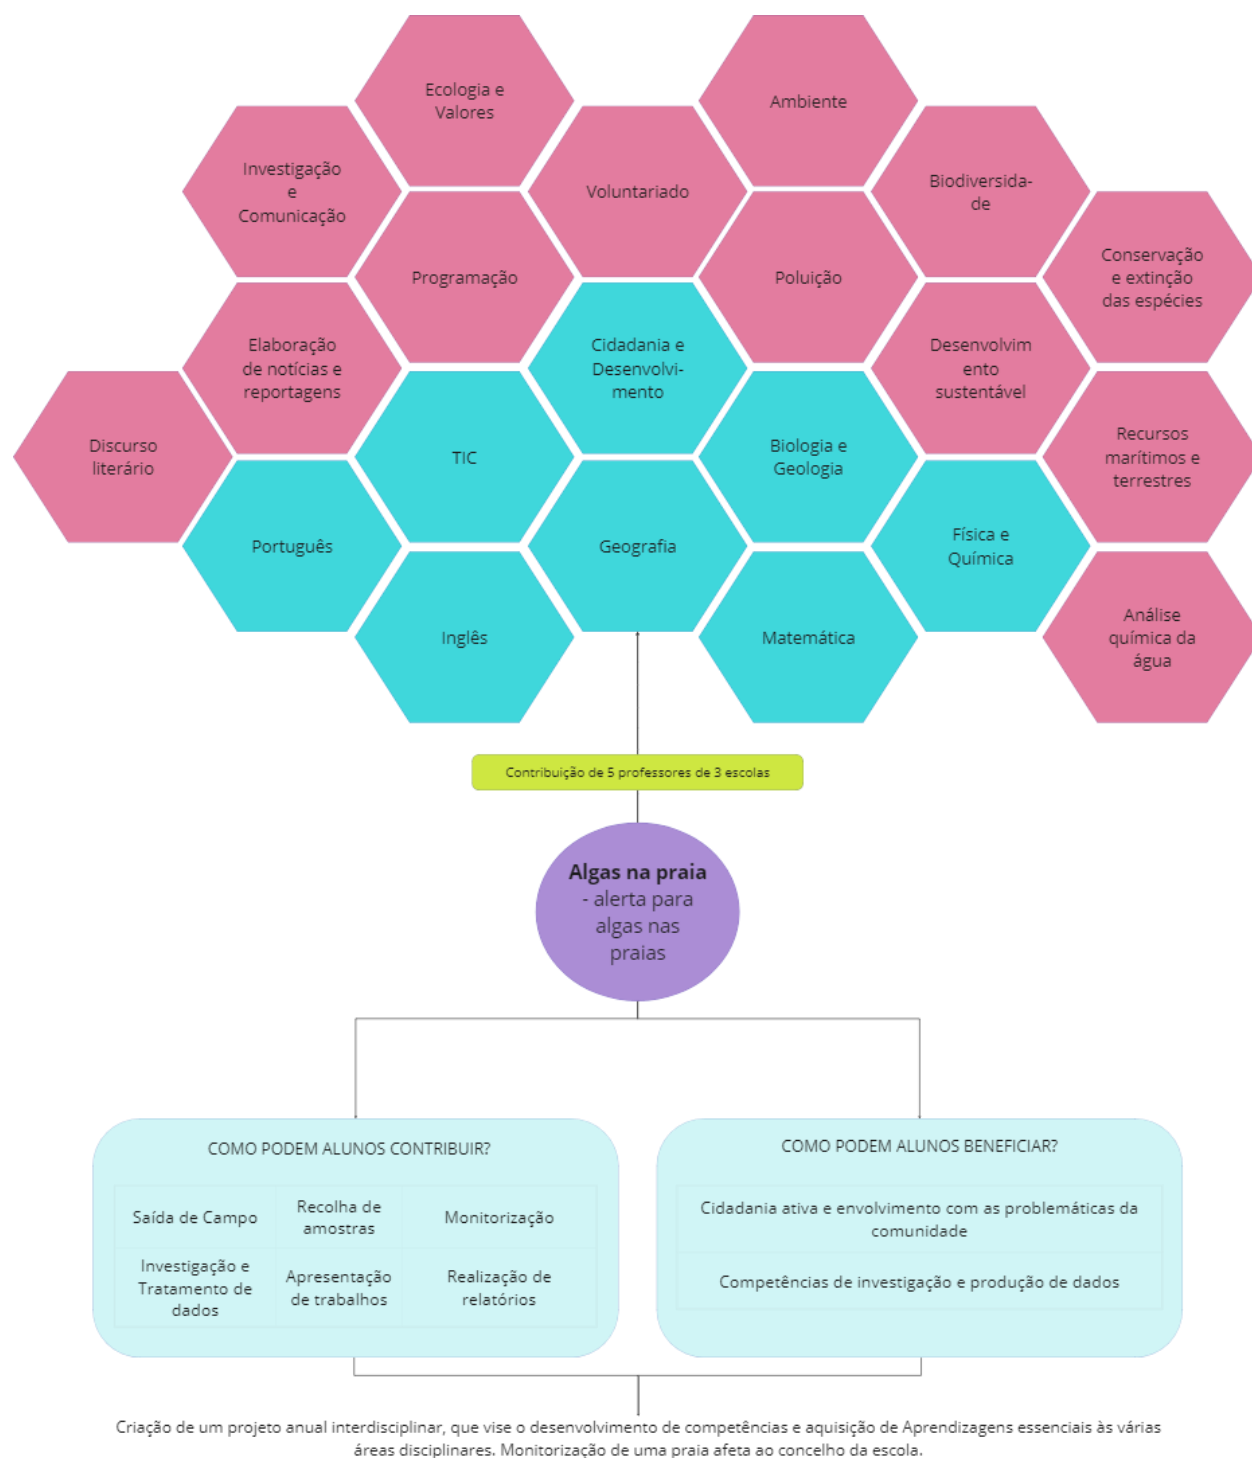 Ecologia e
Valores
Ambiente
Investigação
e
Comunicação
Voluntariado
Biodiversida-
de
Programação
Poluição
Conservação
e extinção
das espécies
Elaboração
de notícias e
reportagens
Cidadania e
Desenvolvi-
mento
Desenvolvim
ento
sustentável
Discurso
literário
TIC
Biologia e
Geologia
Recursos
marítimos e
terrestres
Português
Geografia
Física e
Química
Inglês
Matemática
Análise
química da
água
Contribuição de 5 professores de 3 escolas
Algas na praia
- alerta para
algas nas
praias
COMO PODEM ALUNOS CONTRIBUIR?
Saída de Campo
Recolha de
amostras
Monitorização
Investigação e
Tratamento de
dados
Apresentação
de trabalhos
Realização de
relatórios
COMO PODEM ALUNOS BENEFICIAR?
Cidadania ativa e envolvimento com as problemáticas da
comunidade
Competências de investigação e produção de dados
Criação de um projeto anual interdisciplinar, que vise o desenvolvimento de competências e aquisição de Aprendizagens essenciais às várias
áreas disciplinares. Monitorização de uma praia afeta ao concelho da escola.